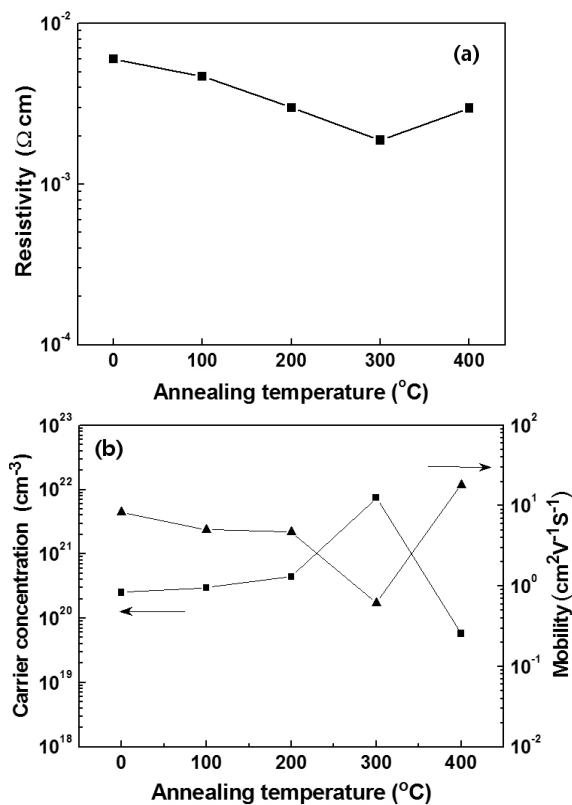 (a)
Resistivity (Ω cm)
10⁻²
10⁻³
10⁻⁴
0 100 200 300 400
Annealing temperature (°C)
(b)
Carrier concentration (cm⁻³)
10²³
10²²
10²¹
10²⁰
10¹⁹
10¹⁸
Mobility (cm²V⁻¹S⁻¹)
10²
10¹
10⁰
10⁻¹
10⁻²
0 100 200 300 400
Annealing temperature (°C)